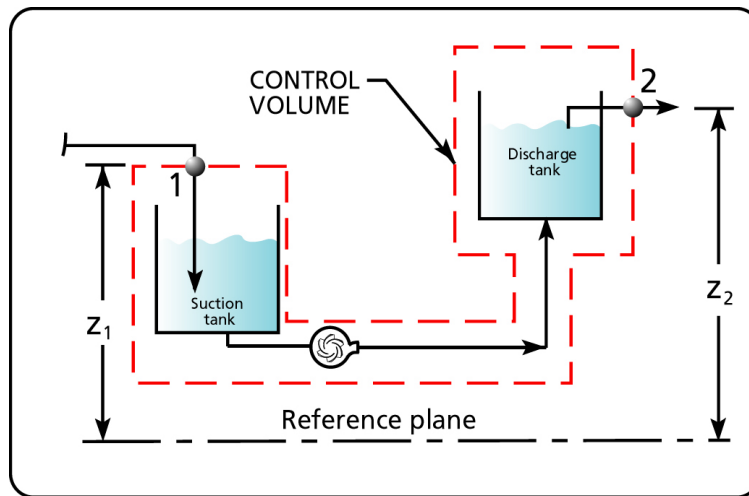 CONTROL
VOLUME
2
1
Discharge
tank
Suction
tank
Z1
Z2
Reference plane